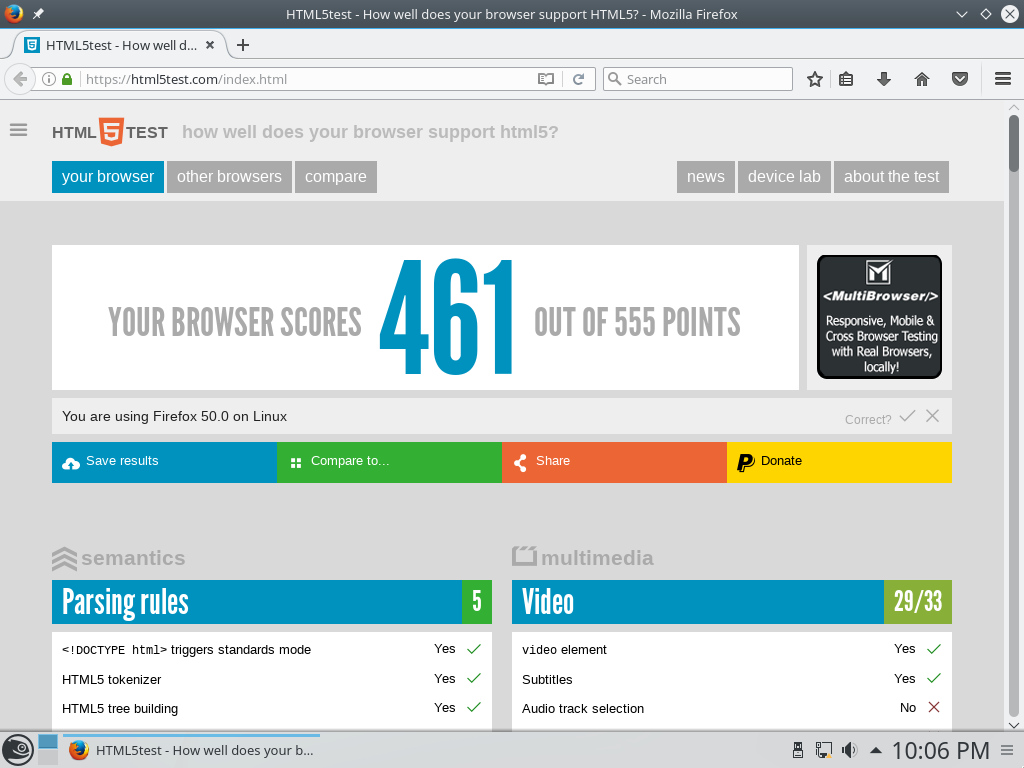 HTML5test - How well does your browser support HTML5? - Mozilla Firefox
HTML5test - How well d...
https://html5test.com/index.html
Search
HTML 5 TEST how well does your browser support html5?
your browser other browsers compare news device lab about the test
YOUR BROWSER SCORES 461 OUT OF 555 POINTS
<MultiBrowser/>
Responsive, Mobile &
Cross Browser Testing
with Real Browsers,
locally!
You are using Firefox 50.0 on Linux Correct?
Save results Compare to... Share Donate
semantics
Parsing rules 5
<!DOCTYPE html> triggers standards mode Yes
HTML5 tokenizer Yes
HTML5 tree building Yes
multimedia
Video 29/33
video element Yes
Subtitles Yes
Audio track selection No
HTML5test - How well does your b...
10:06 PM